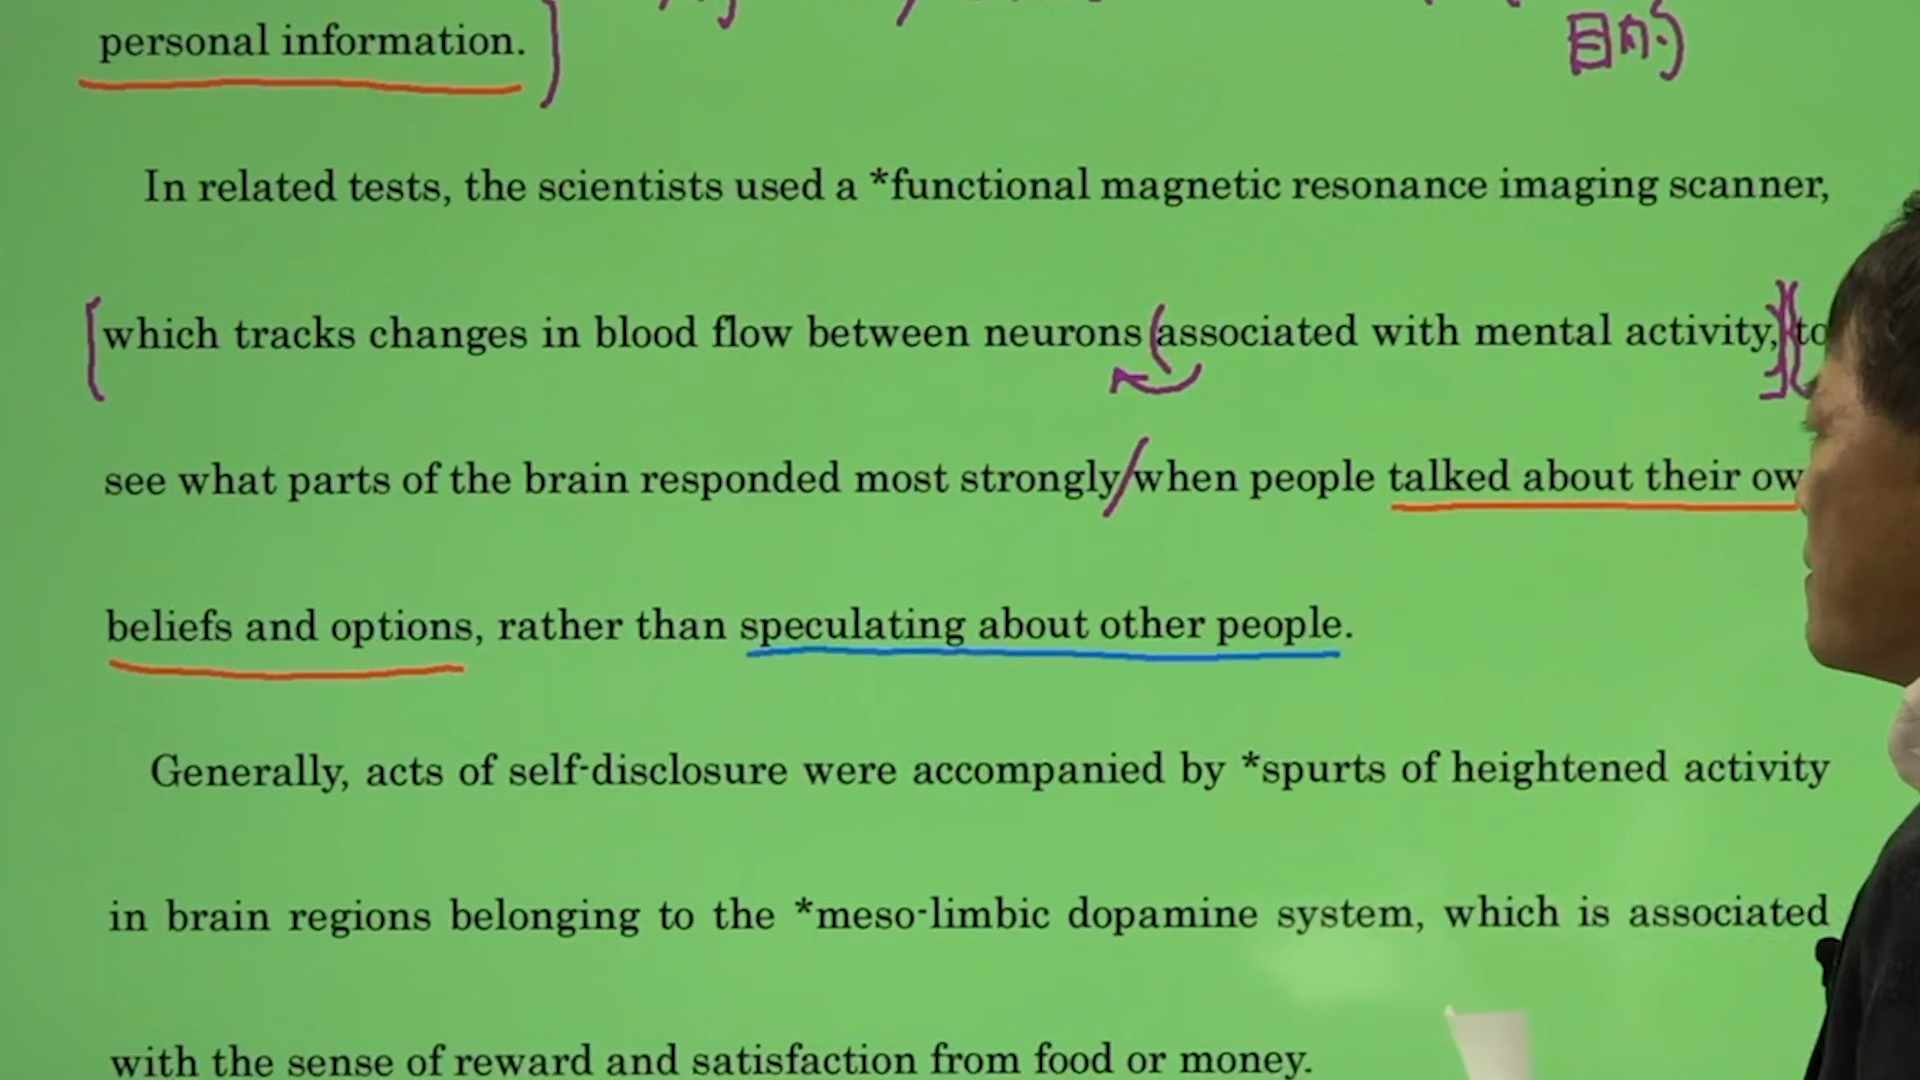 personal information.
目的
In related tests, the scientists used a *functional magnetic resonance imaging scanner,
which tracks changes in blood flow between neurons associated with mental activity, to
see what parts of the brain responded most strongly when people talked about their
beliefs and options, rather than speculating about other people.
Generally, acts of self-disclosure were accompanied by *spurts of heightened activity
in brain regions belonging to the *meso-limbic dopamine system, which is associated
with the sense of reward and satisfaction from food or money.